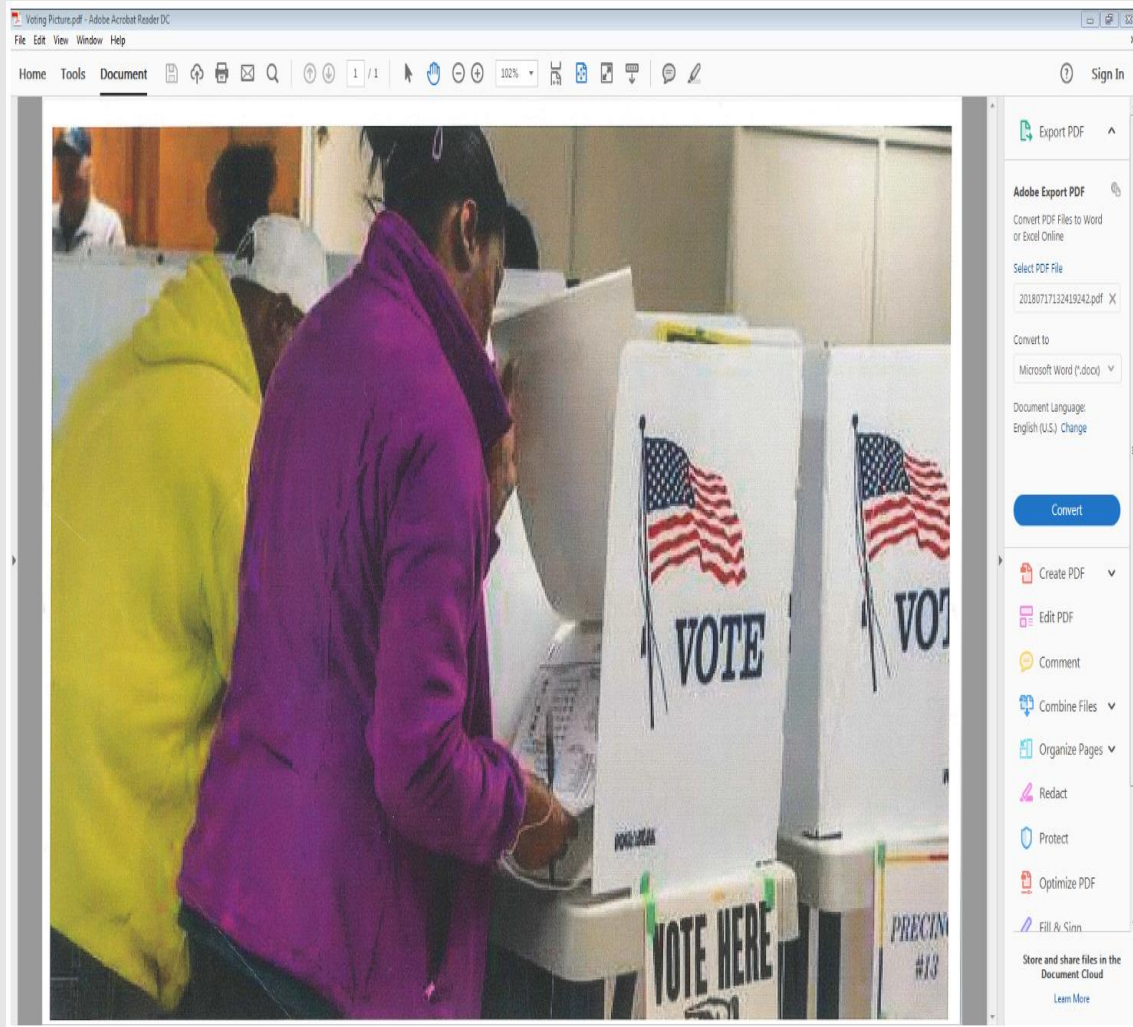 Voting Picture.pdf - Adobe Acrobat Reader DC
File Edit View Window Help
Home Tools Document 1 / 1 102% Sign In
Export PDF
Adobe Export PDF
Convert PDF Files to Word
or Excel Online
Select PDF File
20180717132419242.pdf X
Convert to
Microsoft Word (*.docx)
Document Language:
English (U.S.) Change
Convert
Create PDF
Edit PDF
Comment
Combine Files
Organize Pages
Redact
Protect
Optimize PDF
Fill & Sign
Store and share files in the
Document Cloud
Learn More
VOTE
VOT
VOTE HERE
PRECIN
#13